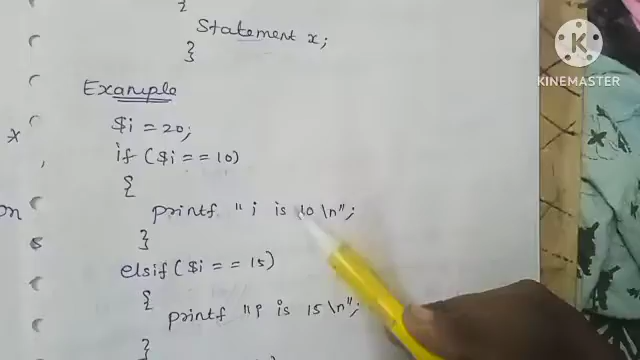 {
Statement x;
}
Example
$i = 20;
if ($i == 10)
{
printf "i is 10 \n";
}
elsif ($i == 15)
{
printf "i is 15 \n";
}
KINEMASTER